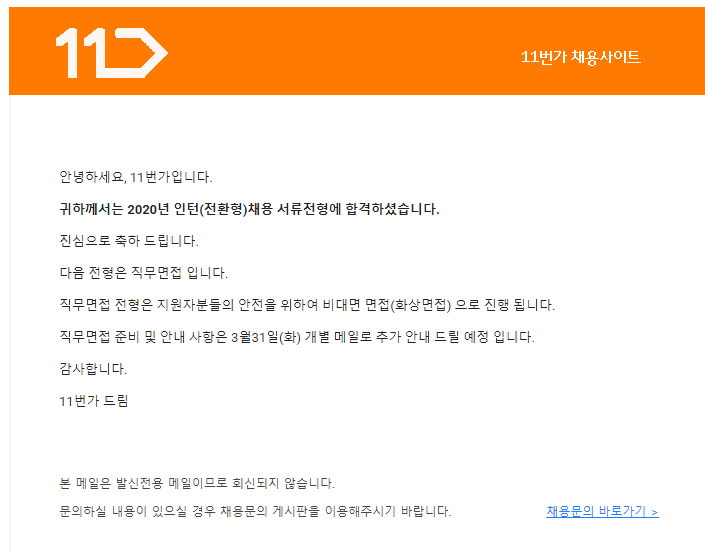 11
11번가 채용사이트
안녕하세요, 11번가입니다.
귀하께서는 2020년 인턴(전환형)채용 서류전형에 합격하셨습니다.
진심으로 축하 드립니다.
다음 전형은 직무면접 입니다.
직무면접 전형은 지원자분들의 안전을 위하여 비대면 면접(화상면접) 으로 진행 됩니다.
직무면접 준비 및 안내 사항은 3월31일(화) 개별 메일로 추가 안내 드릴 예정 입니다.
감사합니다.
11번가 드림
본 메일은 발신전용 메일이므로 회신되지 않습니다.
문의하실 내용이 있으실 경우 채용문의 게시판을 이용해주시기 바랍니다. 채용문의 바로가기 >